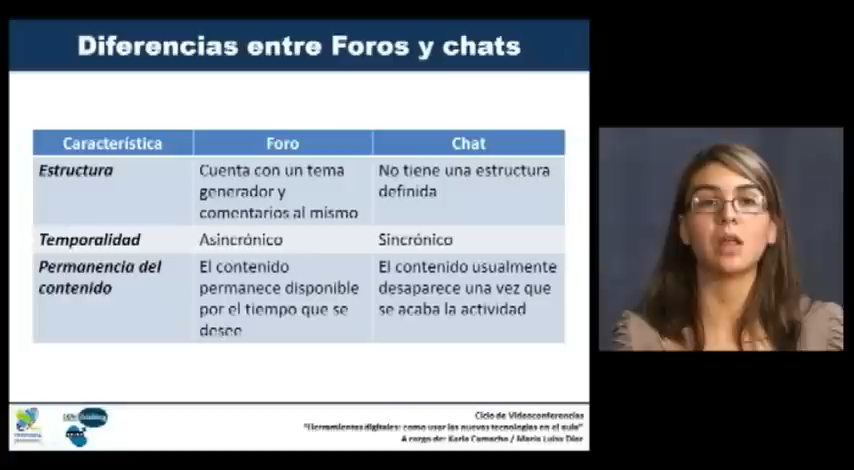 Diferencias entre Foros y chats
Característica Foro Chat
Estructura Cuenta con un tema No tiene una estructura
generador y definida
comentarios al mismo
Temporalidad Asincrónico Sincrónico
Permanencia del El contenido El contenido usualmente
contenido permanece disponible desaparece una vez que
por el tiempo que se se acaba la actividad
desee
Ciclo de Videoconferencias
"Herramientas digitales: como usar las nuevas tecnologías en el aula"
A cargo de: Karla Camacho / María Luisa